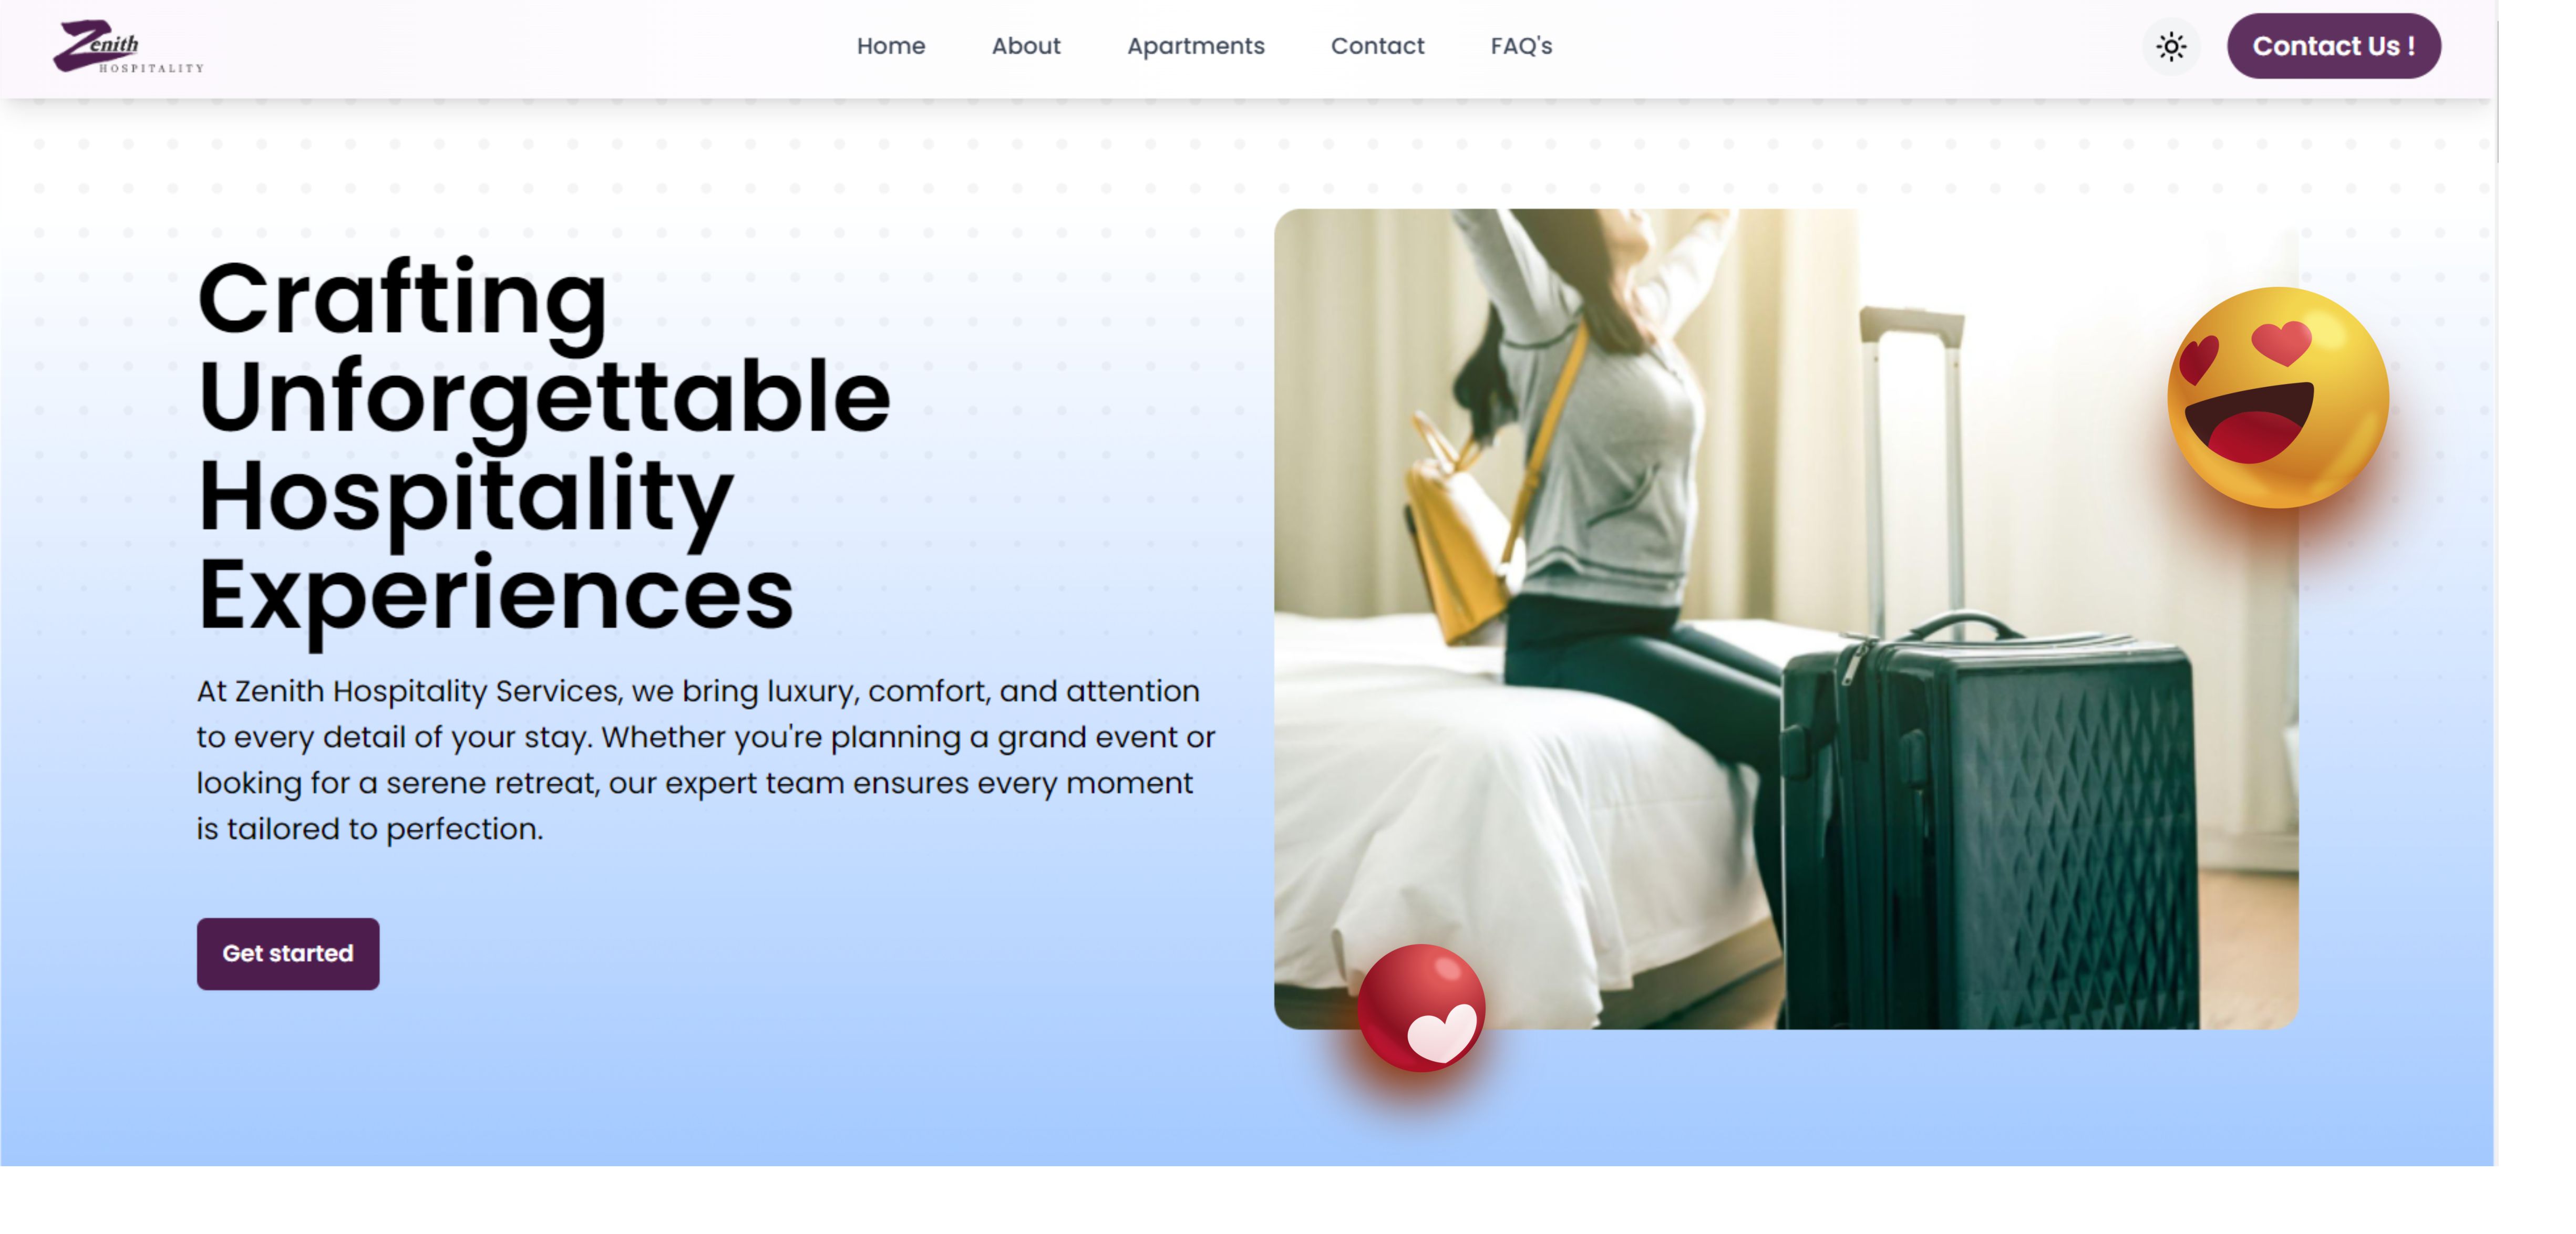 Zenith
HOSPITALITY
Home About Apartments Contact FAQ's
Contact Us !
Crafting
Unforgettable
Hospitality
Experiences
At Zenith Hospitality Services, we bring luxury, comfort, and attention
to every detail of your stay. Whether you're planning a grand event or
looking for a serene retreat, our expert team ensures every moment
is tailored to perfection.
Get started